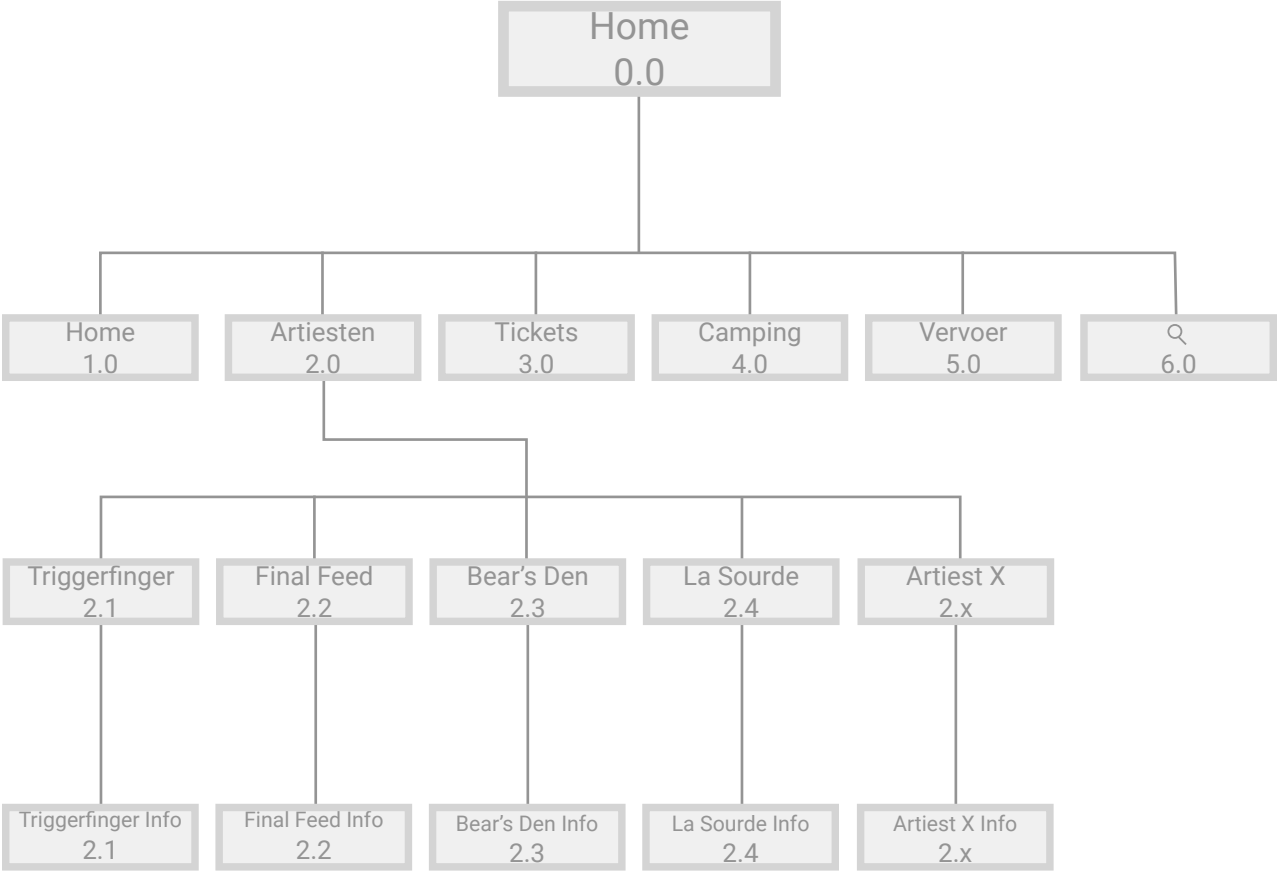 Home
0.0
Home
1.0
Artiesten
2.0
Tickets
3.0
Camping
4.0
Vervoer
5.0
6.0
Triggerfinger
2.1
Final Feed
2.2
Bear’s Den
2.3
La Sourde
2.4
Artiest X
2.x
Triggerfinger Info
2.1
Final Feed Info
2.2
Bear’s Den Info
2.3
La Sourde Info
2.4
Artiest X Info
2.x